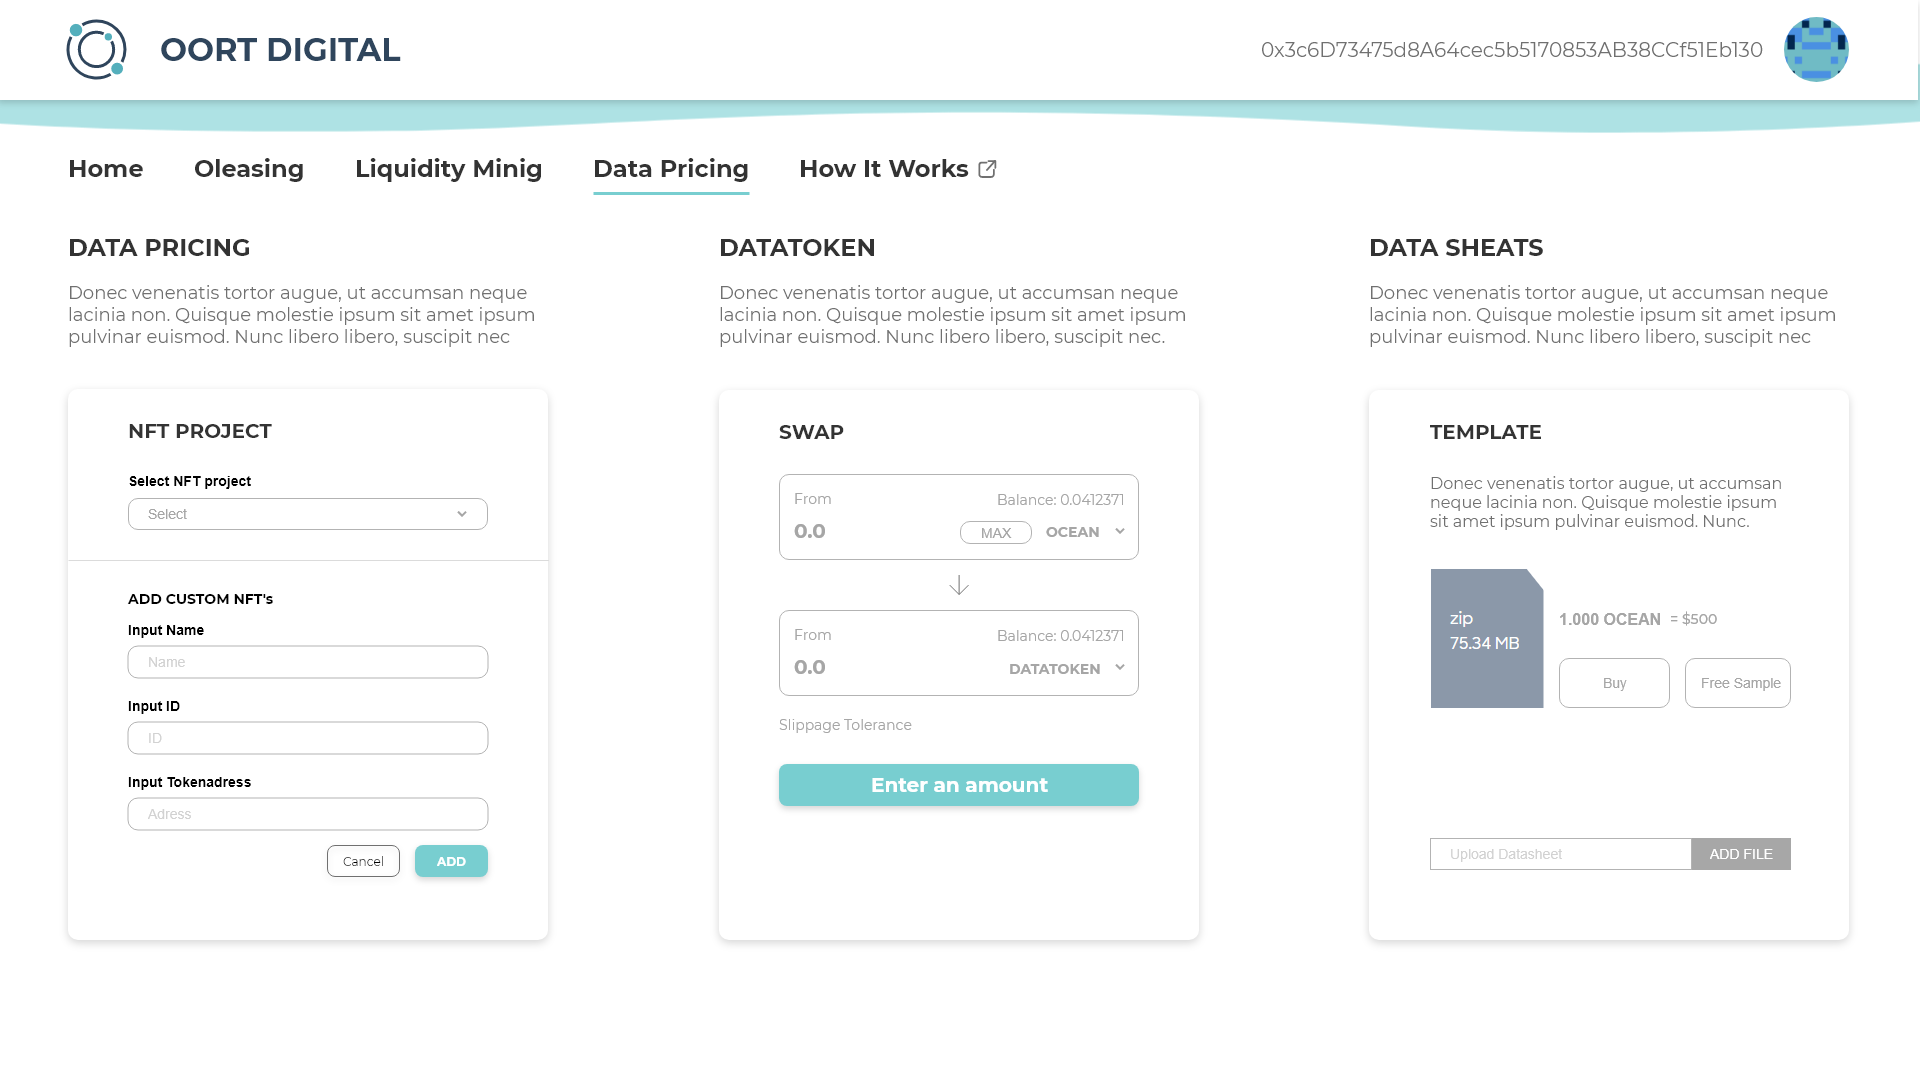 OORT DIGITAL
0x3c6D73475d8A64cec5b5170853AB38CCf51Eb130
Home
Oleasing
Liquidity Minig
Data Pricing
How It Works
DATA PRICING
Donec venenatis tortor augue, ut accumsan neque
lacinia non. Quisque molestie ipsum sit amet ipsum
pulvinar euismod. Nunc libero libero, suscipit nec
NFT PROJECT
Select NFT project
Select
ADD CUSTOM NFT's
Input Name
Name
Input ID
ID
Input Tokenadress
Adress
Cancel
ADD
DATATOKEN
Donec venenatis tortor augue, ut accumsan neque
lacinia non. Quisque molestie ipsum sit amet ipsum
pulvinar euismod. Nunc libero libero, suscipit nec.
SWAP
From
Balance: 0.0412371
0.0
MAX
OCEAN
From
Balance: 0.0412371
0.0
DATATOKEN
Slippage Tolerance
Enter an amount
DATA SHEATS
Donec venenatis tortor augue, ut accumsan neque
lacinia non. Quisque molestie ipsum sit amet ipsum
pulvinar euismod. Nunc libero libero, suscipit nec
TEMPLATE
Donec venenatis tortor augue, ut accumsan
neque lacinia non. Quisque molestie ipsum
sit amet ipsum pulvinar euismod. Nunc.
zip
75.34 MB
1.000 OCEAN = $500
Buy
Free Sample
Upload Datasheet
ADD FILE